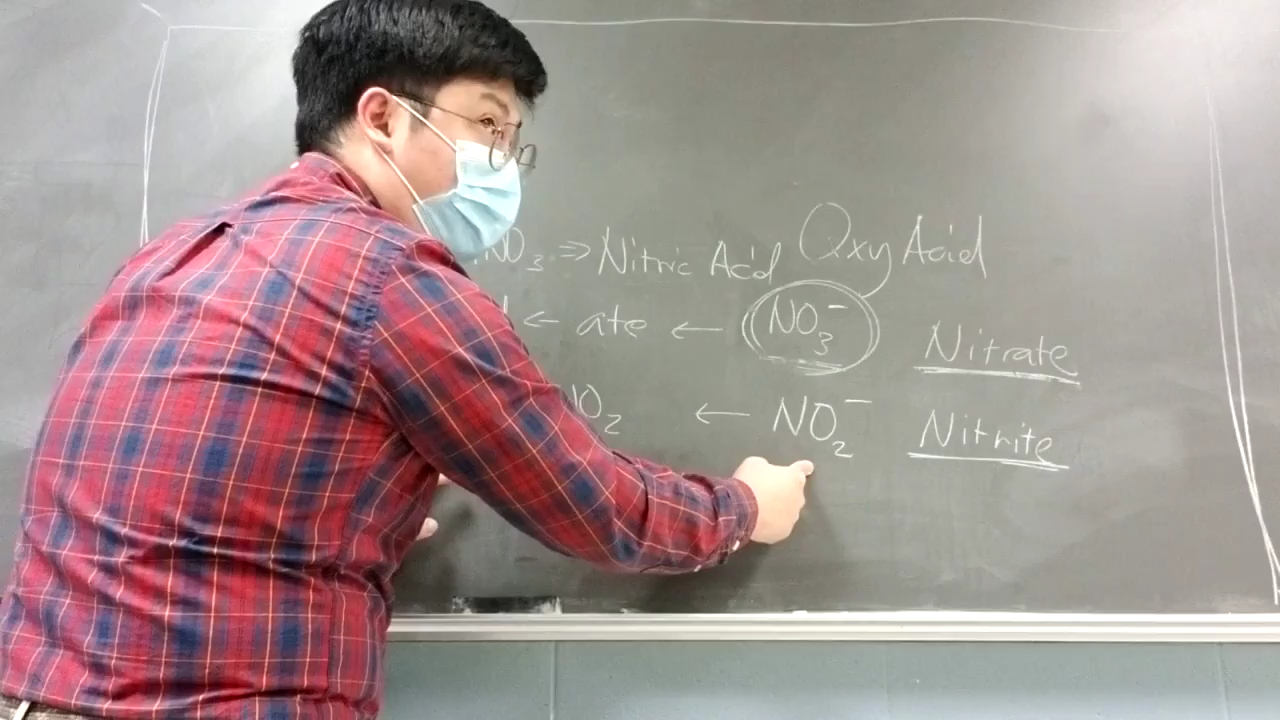 NO₃ ⇒ Nitric Acid Oxy Acid
← ate ← NO₃⁻ Nitrate
NO₂ ← NO₂⁻ Nitrite